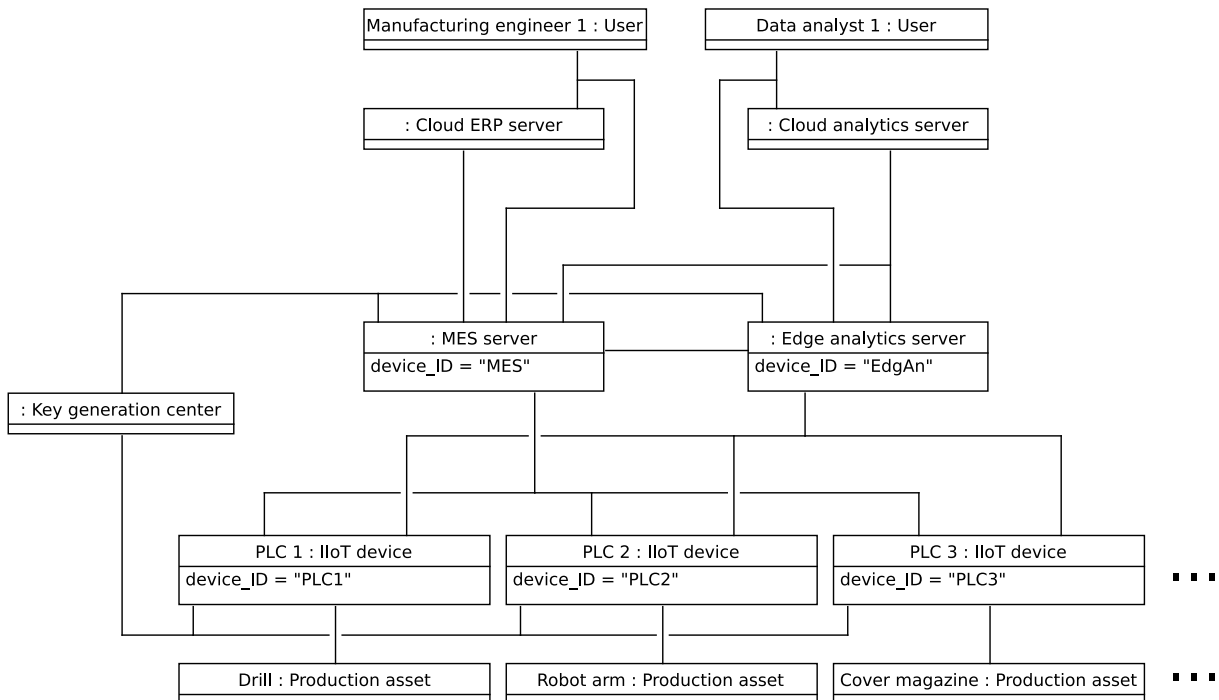 Manufacturing engineer 1 : User
Data analyst 1 : User
: Cloud ERP server
: Cloud analytics server
: MES server
device_ID = "MES"
: Edge analytics server
device_ID = "EdgAn"
: Key generation center
PLC 1 : IIoT device
device_ID = "PLC1"
PLC 2 : IIoT device
device_ID = "PLC2"
PLC 3 : IIoT device
device_ID = "PLC3"
...
Drill : Production asset
Robot arm : Production asset
Cover magazine : Production asset
...